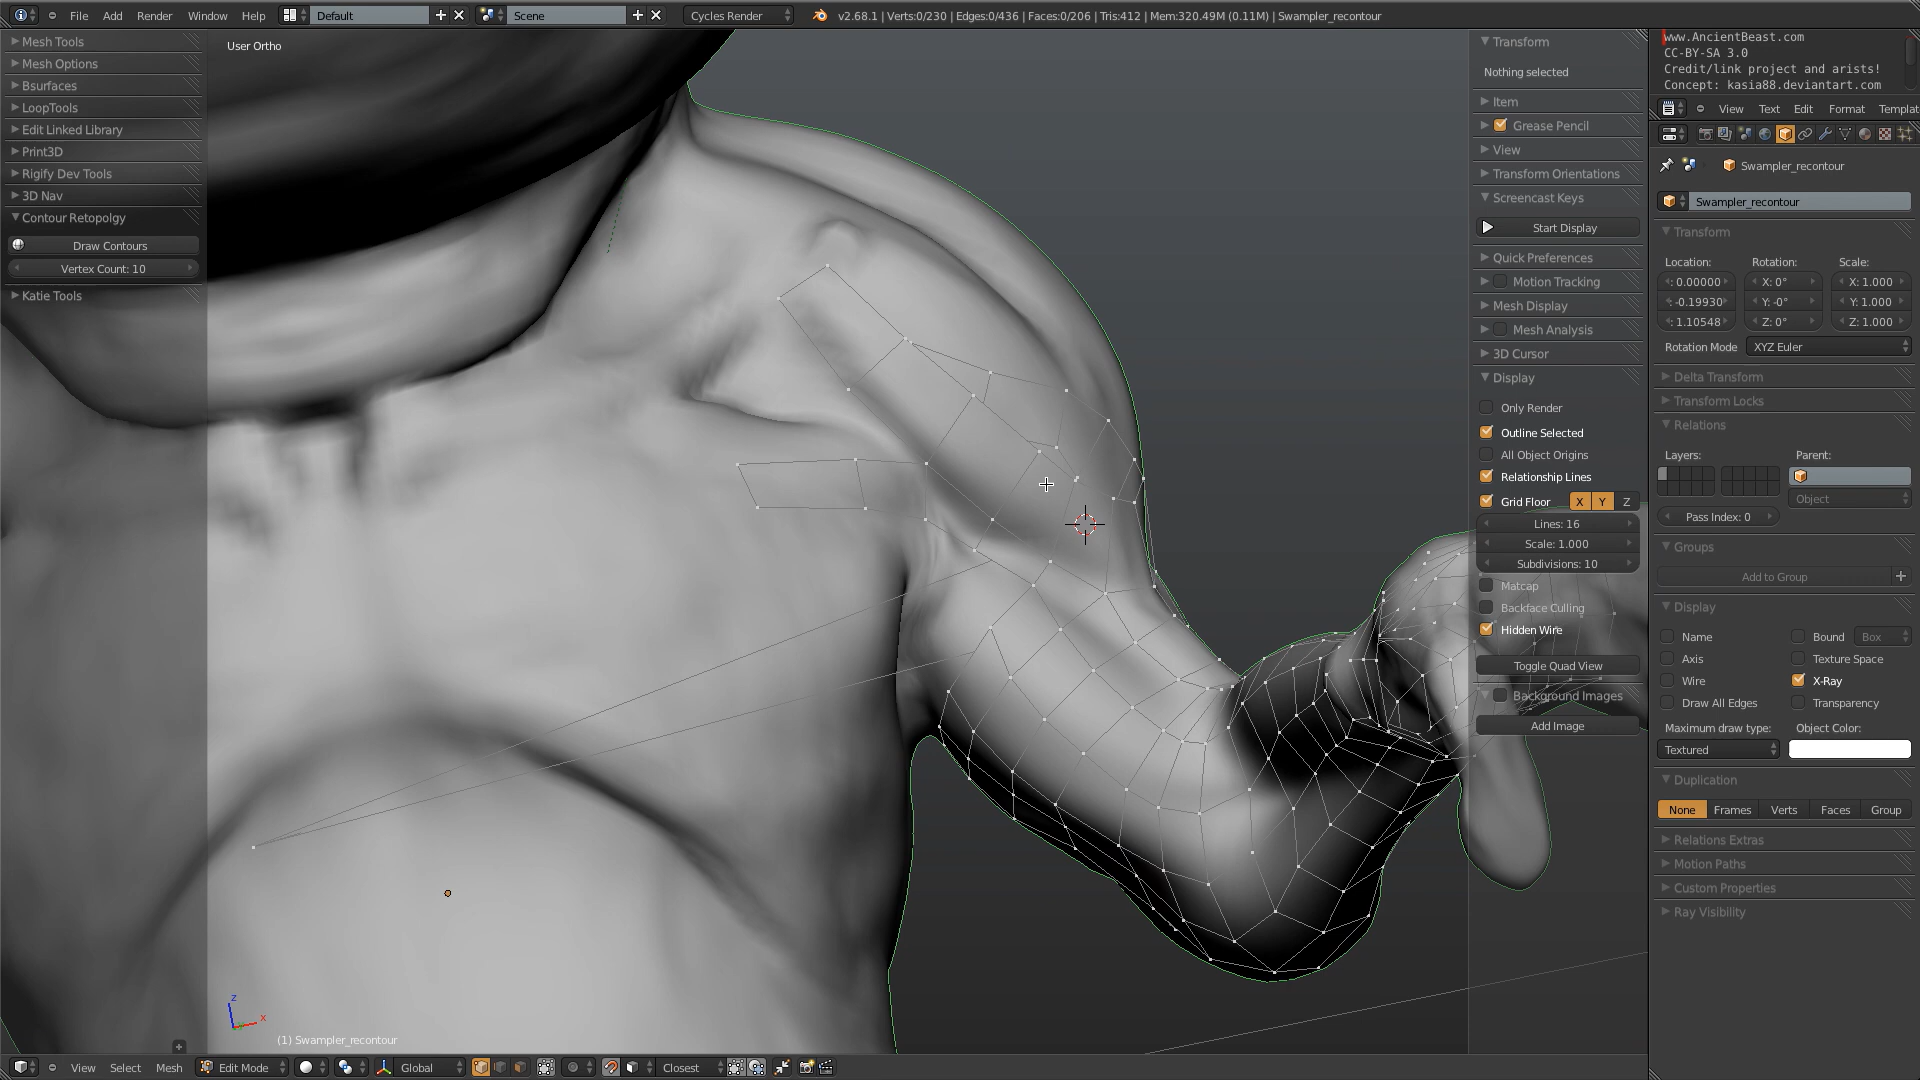 File Add Render Window Help Default Scene Cycles Render v2.68.1 | Verts:0/230 | Edges:0/436 | Faces:0/206 | Tris:412 | Mem:320.49M (0.11M) | Swampler_recontour
Mesh Tools
Mesh Options
Bsurfaces
LoopTools
Edit Linked Library
Print3D
Rigify Dev Tools
3D Nav
Contour Retopolgy
Draw Contours
Vertex Count: 10
Katie Tools
User Ortho
z
x
(1) Swampler_recontour
Transform
Nothing selected
Item
Grease Pencil
View
Transform Orientations
Screencast Keys
Start Display
Quick Preferences
Motion Tracking
Mesh Display
Mesh Analysis
3D Cursor
Display
Only Render
Outline Selected
All Object Origins
Relationship Lines
Grid Floor X Y Z
Lines: 16
Scale: 1.000
Subdivisions: 10
Matcap
Backface Culling
Hidden Wire
Toggle Quad View
Background Images
Add Image
www.AncientBeast.com
CC-BY-SA 3.0
Credit/link project and arists!
Concept: kasia88.deviantart.com
View Text Edit Format Templat
Swampler_recontour
Swampler_recontour
Transform
Location: Rotation: Scale:
: 0.00000 X: 0° X: 1.000
: -0.19930 Y: -0° Y: 1.000
: 1.10548 Z: 0° Z: 1.000
Rotation Mode XYZ Euler
Delta Transform
Transform Locks
Relations
Layers: Parent:
Object
Pass Index: 0
Groups
Add to Group
Display
Name Bound Box
Axis Texture Space
Wire X-Ray
Draw All Edges Transparency
Maximum draw type: Object Color:
Textured
Duplication
None Frames Verts Faces Group
Relations Extras
Motion Paths
Custom Properties
Ray Visibility
View Select Mesh Edit Mode Global Closest